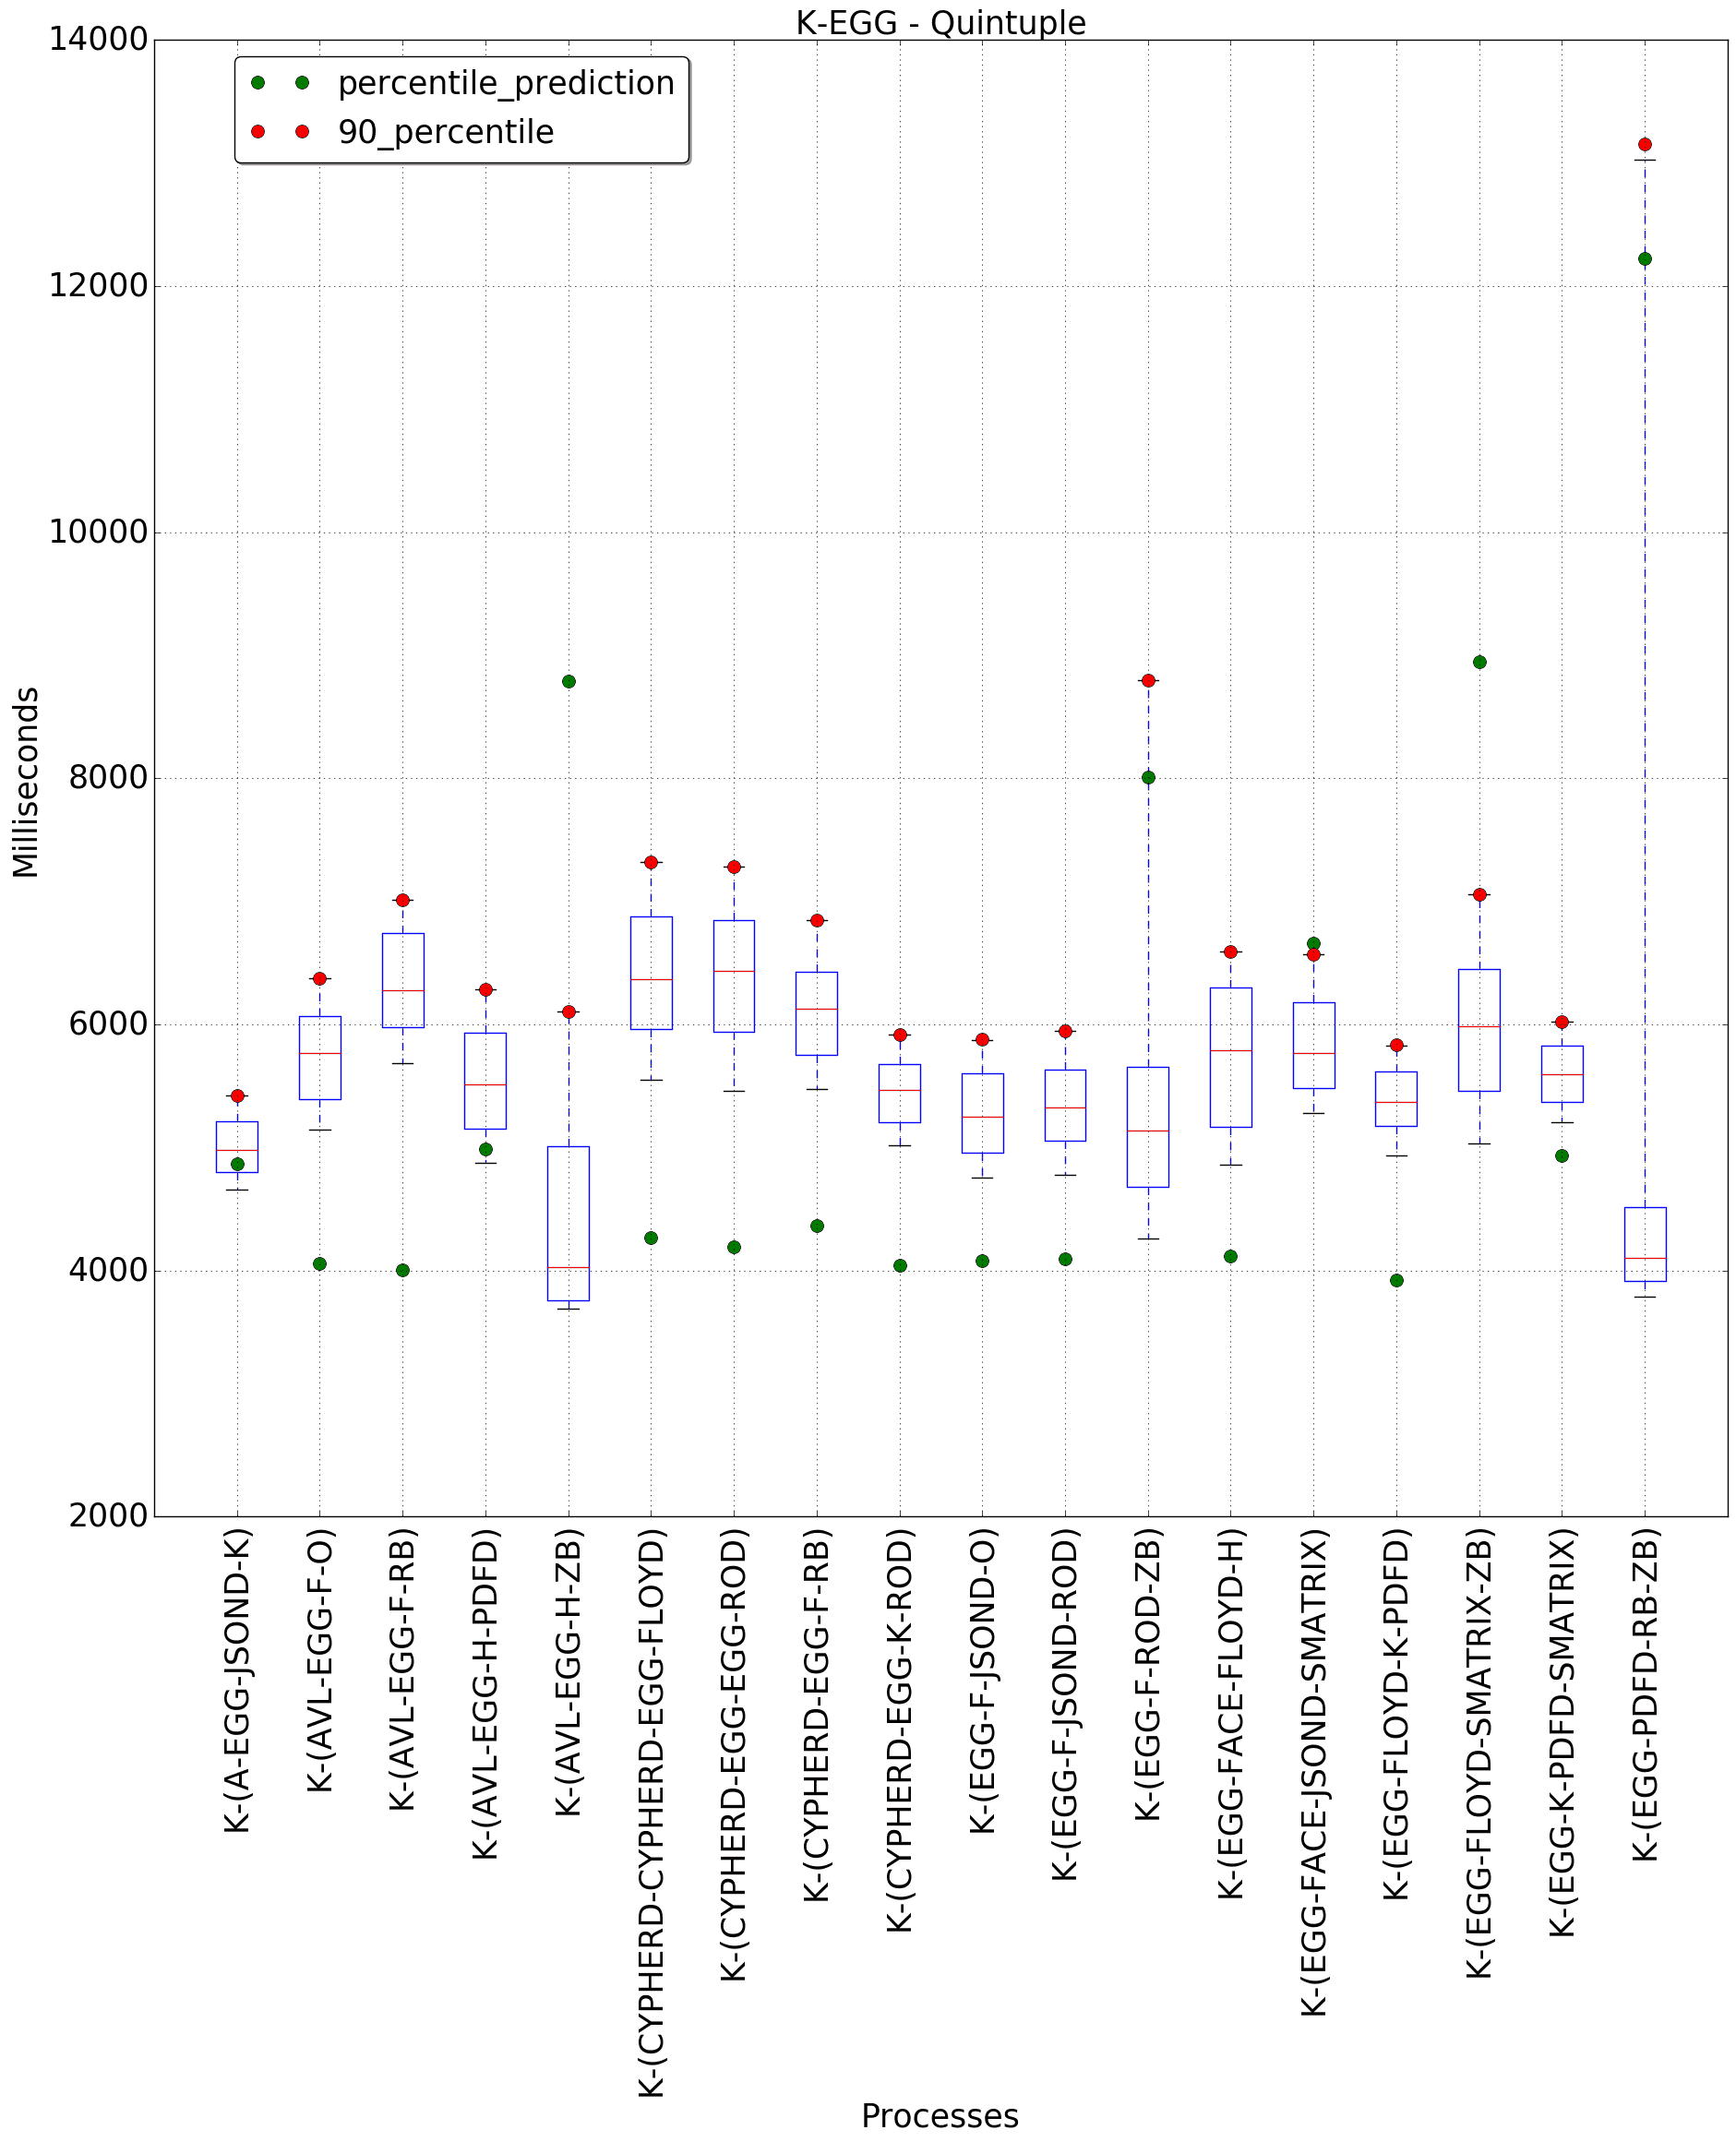 K-EGG - Quintuple
percentile_prediction
90_percentile
14000
12000
10000
8000
6000
4000
2000
Milliseconds
K-(A-EGG-JSOND-K)
K-(AVL-EGG-F-O)
K-(AVL-EGG-F-RB)
K-(AVL-EGG-H-PDFD)
K-(AVL-EGG-H-ZB)
K-(CYPHERD-CYPHERD-EGG-FLOYD)
K-(CYPHERD-EGG-EGG-ROD)
K-(CYPHERD-EGG-F-RB)
K-(CYPHERD-EGG-K-ROD)
K-(EGG-F-JSOND-O)
K-(EGG-F-JSOND-ROD)
K-(EGG-F-ROD-ZB)
K-(EGG-FACE-FLOYD-H)
K-(EGG-FACE-JSOND-SMATRIX)
K-(EGG-FLOYD-K-PDFD)
K-(EGG-FLOYD-SMATRIX-ZB)
K-(EGG-K-PDFD-SMATRIX)
K-(EGG-PDFD-RB-ZB)
Processes